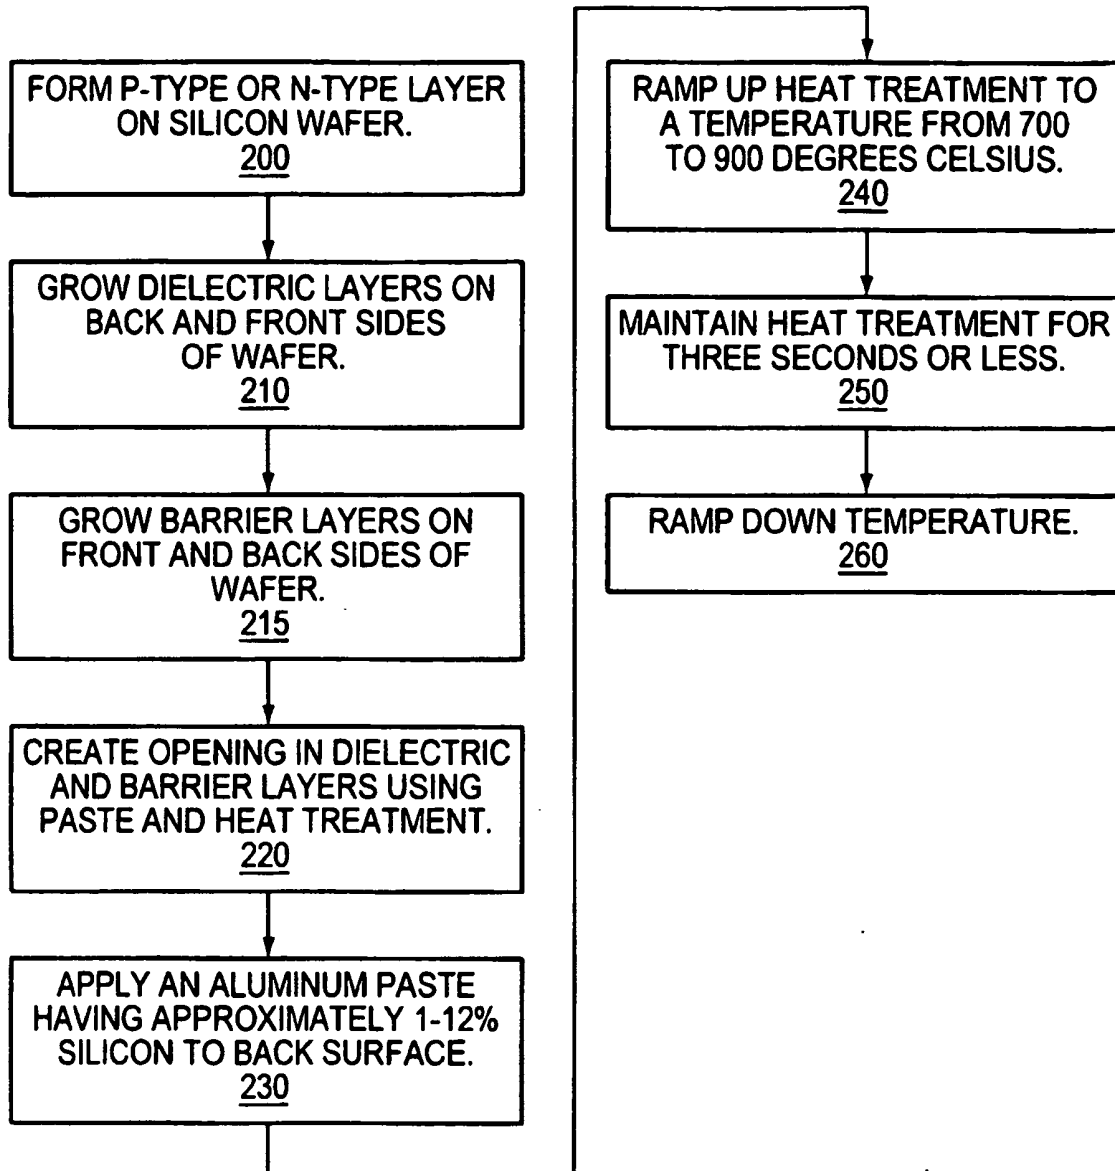 FORM P-TYPE OR N-TYPE LAYER
ON SILICON WAFER.
200
GROW DIELECTRIC LAYERS ON
BACK AND FRONT SIDES
OF WAFER.
210
GROW BARRIER LAYERS ON
FRONT AND BACK SIDES OF
WAFER.
215
CREATE OPENING IN DIELECTRIC
AND BARRIER LAYERS USING
PASTE AND HEAT TREATMENT.
220
APPLY AN ALUMINUM PASTE
HAVING APPROXIMATELY 1-12%
SILICON TO BACK SURFACE.
230
RAMP UP HEAT TREATMENT TO
A TEMPERATURE FROM 700
TO 900 DEGREES CELSIUS.
240
MAINTAIN HEAT TREATMENT FOR
THREE SECONDS OR LESS.
250
RAMP DOWN TEMPERATURE.
260